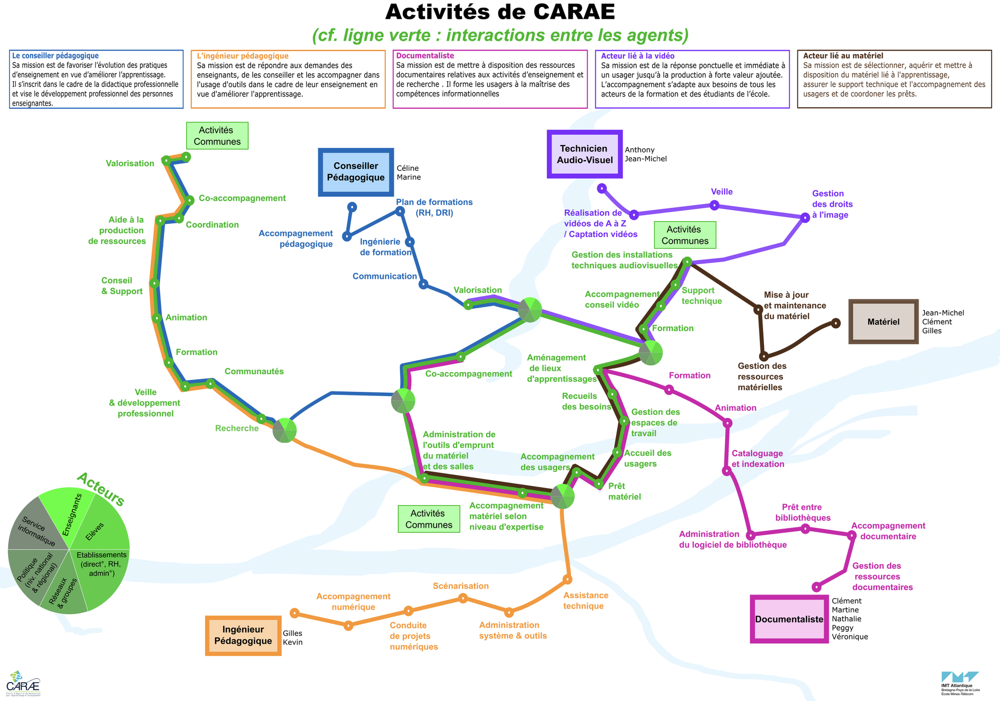 Activités de CARAE
(cf. ligne verte : interactions entre les agents)
Le conseiller pédagogique
Sa mission est de favoriser l’évolution des pratiques
d’enseignement en vue d’améliorer l’apprentissage.
Il s’inscrit dans le cadre de la didactique professionnelle
et vise le développement professionnel des personnes
enseignantes.
L’ingénieur pédagogique
Sa mission est de répondre aux demandes des
enseignants, de les conseiller et les accompagner dans
l'usage d'outils dans le cadre de leur enseignement en
vue d'améliorer l'apprentissage.
Documentaliste
Sa mission est de mettre à disposition des ressources
documentaires relatives aux activités d’enseignement et
de recherche . Il forme les usagers à la maîtrise des
compétences informationnelles
Acteur lié à la vidéo
Sa mission est de la réponse ponctuelle et immédiate à
un usager jusqu’à la production à forte valeur ajoutée.
L’accompagnement s’adapte aux besoins de tous les
acteurs de la formation et des étudiants de l’école.
Acteur lié au matériel
Sa mission est de sélectionner, aquérir et mettre à
disposition du matériel lié à l'apprentissage,
assurer le support technique et l'accompagnement des
usagers et de coordoner les prêts.
Activités
Communes
Valorisation
Co-accompagnement
Aide à la
production
de ressources
Coordination
Conseil
& Support
Animation
Formation
Communautés
Veille
& développement
professionnel
Recherche
Conseiller
Pédagogique
Céline
Marine
Plan de formations
(RH, DRI)
Accompagnement
pédagogique
Ingénierie
de formation
Communication
Valorisation
Co-accompagnement
Technicien
Audio-Visuel
Anthony
Jean-Michel
Réalisation de
vidéos de A à Z
/ Captation vidéos
Veille
Gestion
des droits
à l'image
Activités
Communes
Gestion des installations
techniques audiovisuelles
Support
technique
Accompagnement
conseil vidéo
Formation
Mise à jour
et maintenance
du matériel
Matériel
Jean-Michel
Clément
Gilles
Gestion des
ressources
matérielles
Aménagement
de lieux
d'apprentissages
Recueils
des besoins
Gestion des
espaces de
travail
Accueil des
usagers
Accompagnement
des usagers
Prêt
matériel
Administration de
l'outils d'emprunt
du matériel
et des salles
Accompagnement
matériel selon
niveau d'expertise
Activités
Communes
Formation
Animation
Cataloguage
et indexation
Prêt entre
bibliothèques
Administration
du logiciel de bibliothèque
Accompagnement
documentaire
Gestion des
ressources
documentaires
Documentaliste
Clément
Martine
Nathalie
Peggy
Véronique
Acteurs
Enseignants
Elèves
Etablissements
(direct°, RH,
admin°)
Réseaux
& groupes
Politique
(niv. national
& régional)
Service
informatique
Ingénieur
Pédagogique
Gilles
Kevin
Accompagnement
numérique
Conduite
de projets
numériques
Scénarisation
Administration
système & outils
Assistance
technique
CARAE
Centre d'Appui et de Ressources
pour l'Apprentissage et l'Enseignement
IMT Atlantique
Bretagne-Pays de la Loire
École Mines-Télécom